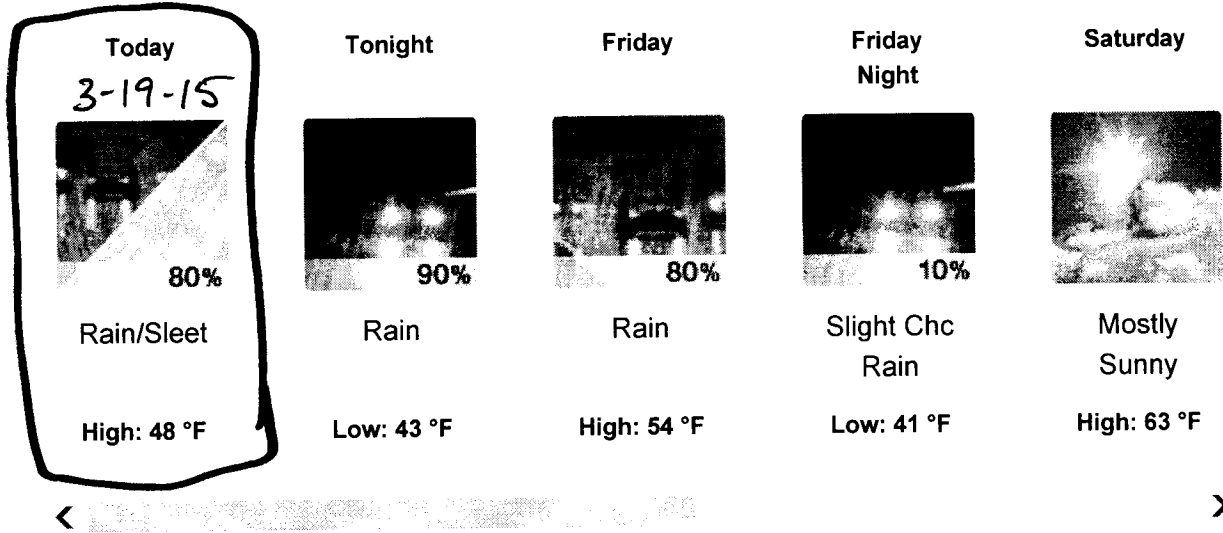 Today
3-19-15
80%
Rain/Sleet
High: 48 °F
Tonight
90%
Rain
Low: 43 °F
Friday
80%
Rain
High: 54 °F
Friday
Night
10%
Slight Chc
Rain
Low: 41 °F
Saturday
Mostly
Sunny
High: 63 °F